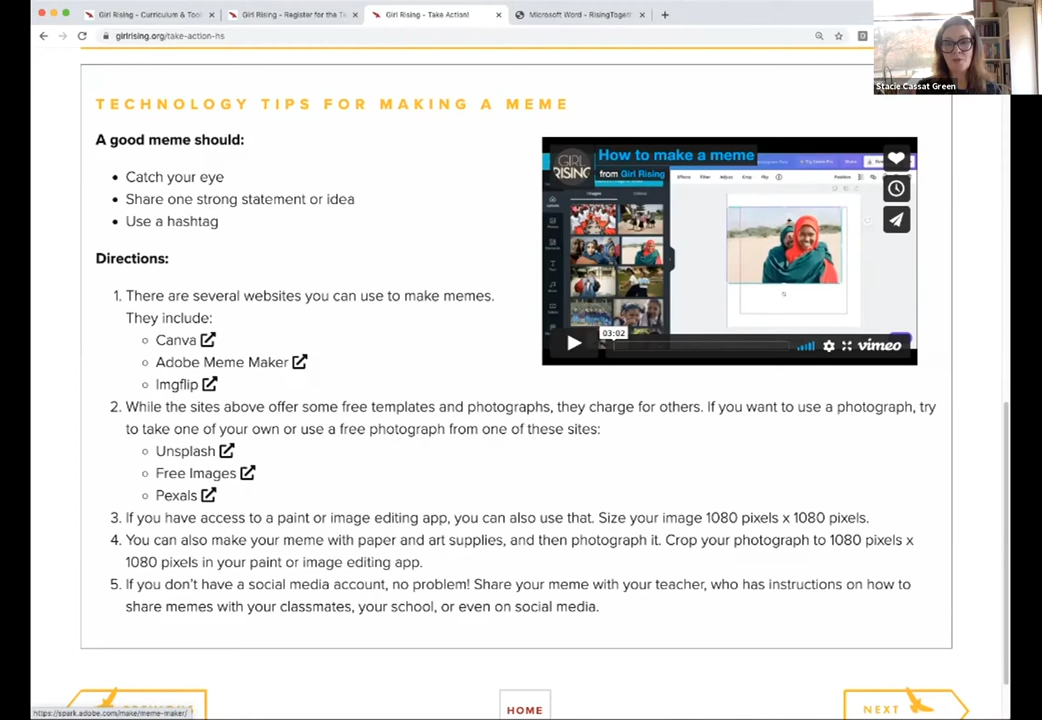 Girl Rising - Curriculum & Tool
Girl Rising - Register for the Te
Girl Rising - Take Action!
Microsoft Word - RisingTogeth
girlrising.org/take-action-hs
Stacie Cassat Green
TECHNOLOGY TIPS FOR MAKING A MEME
A good meme should:
• Catch your eye
• Share one strong statement or idea
• Use a hashtag
Directions:
1. There are several websites you can use to make memes.
They include:
Canva
Adobe Meme Maker
Imgflip
2. While the sites above offer some free templates and photographs, they charge for others. If you want to use a photograph, try
to take one of your own or use a free photograph from one of these sites:
Unsplash
Free Images
Pexals
3. If you have access to a paint or image editing app, you can also use that. Size your image 1080 pixels x 1080 pixels.
4. You can also make your meme with paper and art supplies, and then photograph it. Crop your photograph to 1080 pixels x
1080 pixels in your paint or image editing app.
5. If you don't have a social media account, no problem! Share your meme with your teacher, who has instructions on how to
share memes with your classmates, your school, or even on social media.
GIRL
RISING
How to make a meme
from Girl Rising
03:02
vimeo
HOME
NEXT
https://spark.adobe.com/make/meme-maker/